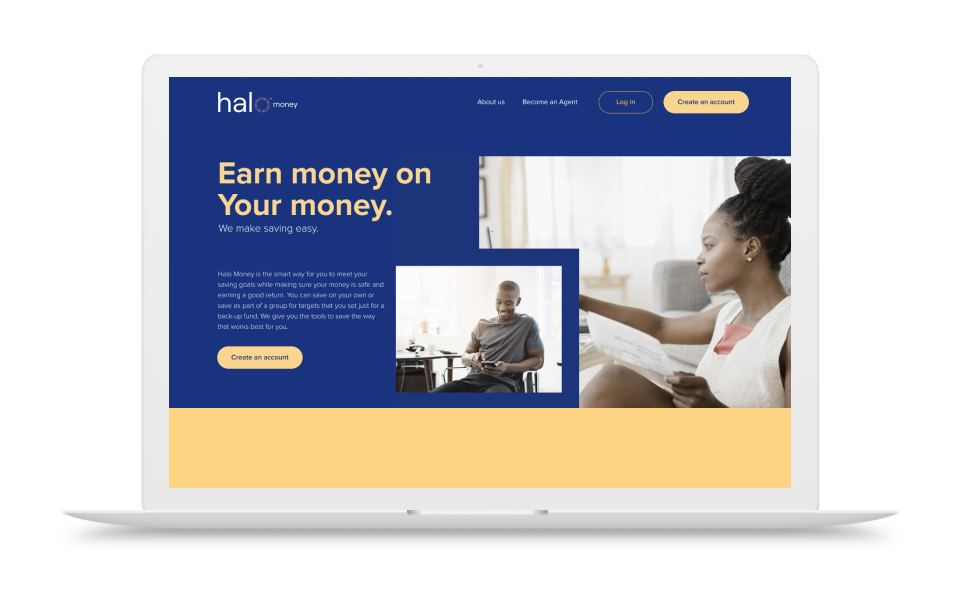 halo money
About us
Become an Agent
Log in
Create an account
Earn money on
Your money.
We make saving easy.
Halo Money is the smart way for you to meet your
saving goals while making sure your money is safe and
earning a good return. You can save on your own or
save as part of a group for targets that you set just for a
back-up fund. We give you the tools to save the way
that works best for you.
Create an account